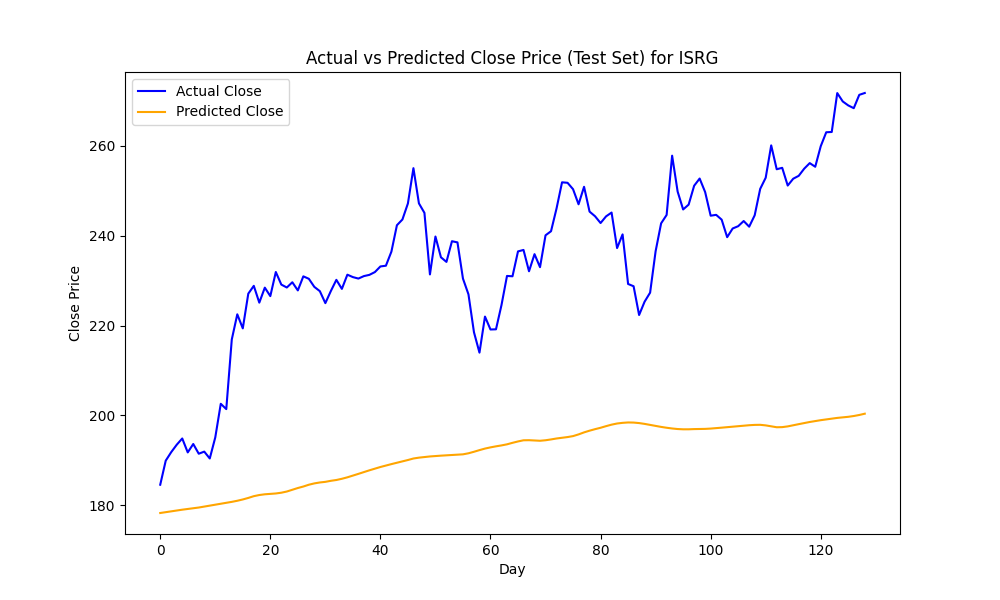 Actual vs Predicted Close Price (Test Set) for ISRG
Actual Close
Predicted Close
Close Price
260
240
220
200
180
0 20 40 60 80 100 120
Day